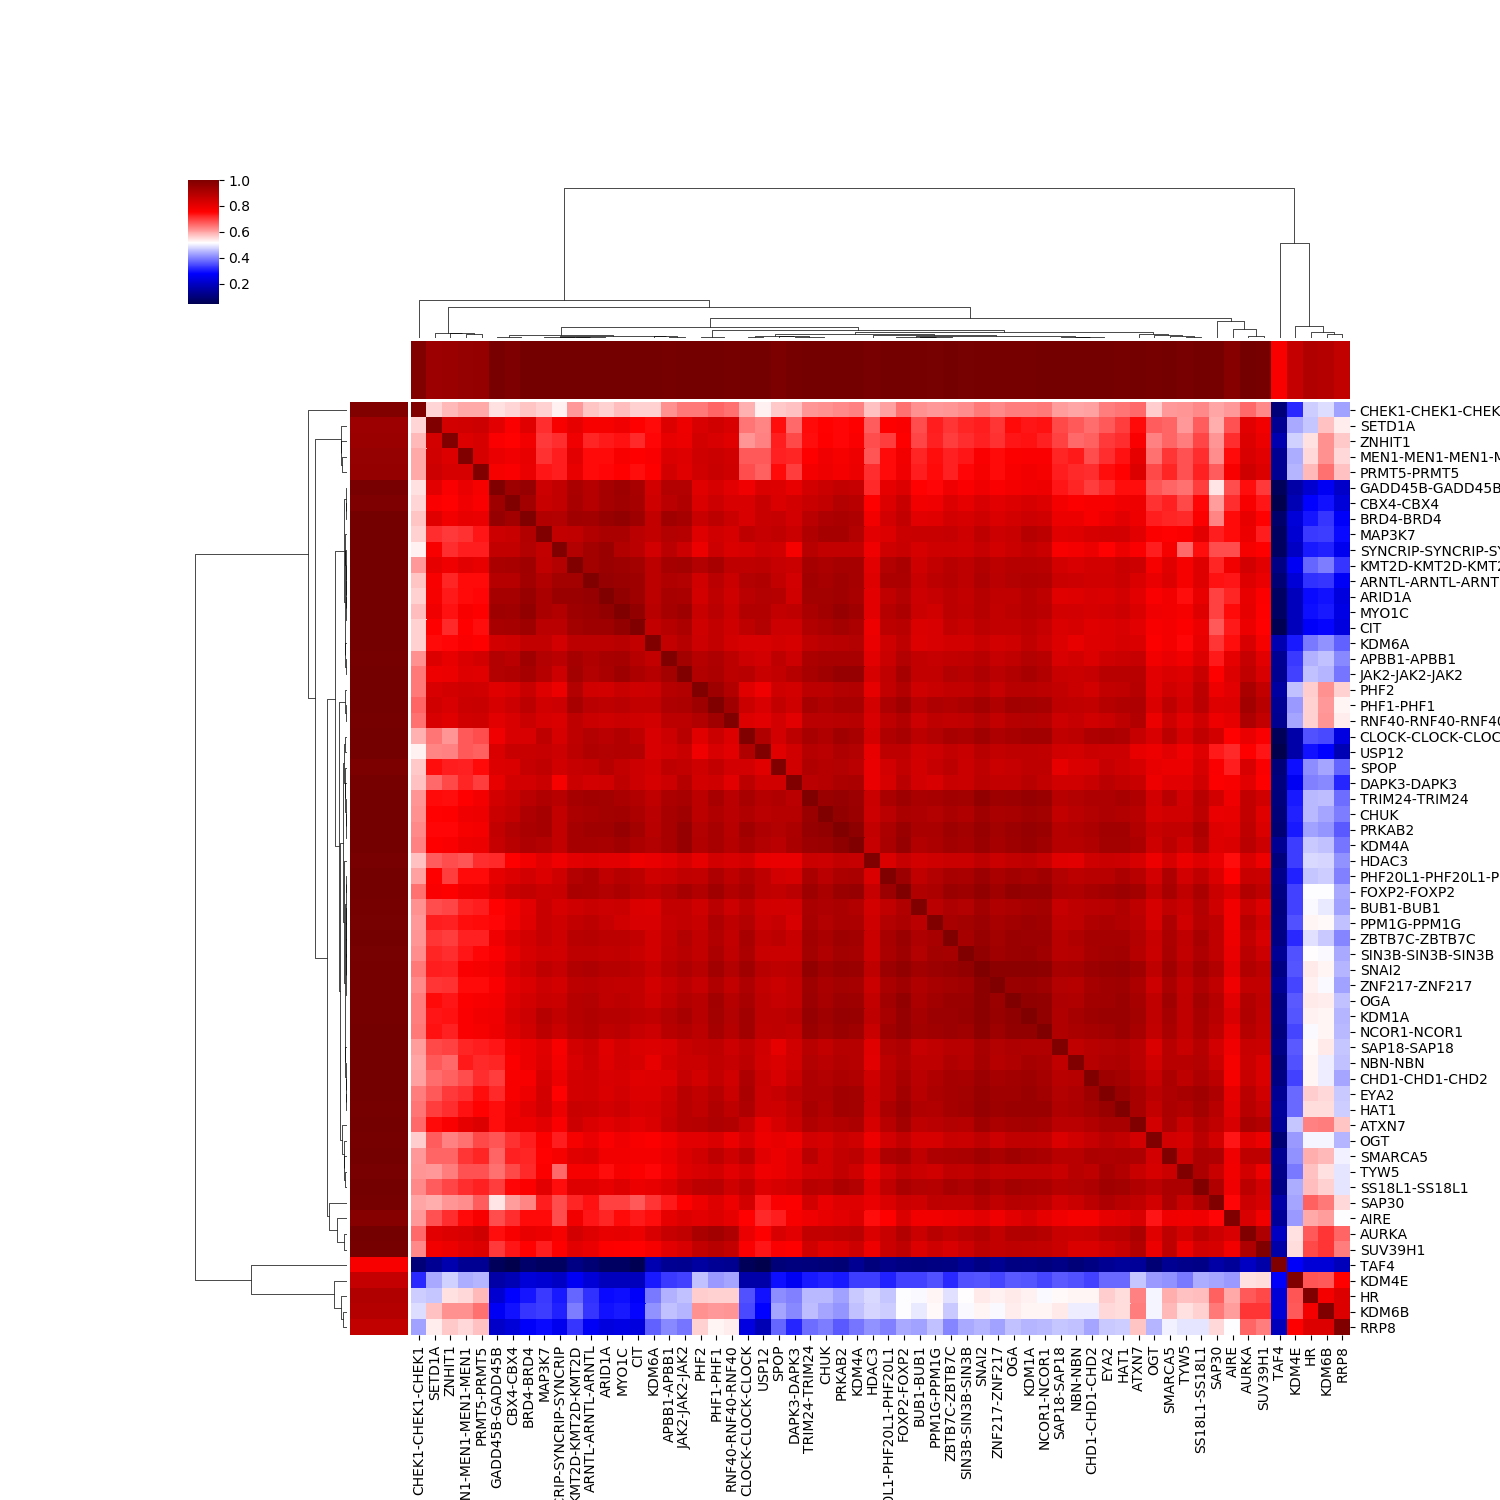 1.0
0.8
0.6
0.4
0.2
CHEK1-CHEK1-CHEK
SETD1A
ZNHIT1
MEN1-MEN1-MEN1-M
PRMT5-PRMT5
GADD45B-GADD45B
CBX4-CBX4
BRD4-BRD4
MAP3K7
SYNCRIP-SYNCRIP-SY
KMT2D-KMT2D-KMT2
ARNTL-ARNTL-ARNT
ARID1A
MYO1C
CIT
KDM6A
APBB1-APBB1
JAK2-JAK2-JAK2
PHF2
PHF1-PHF1
RNF40-RNF40-RNF40
CLOCK-CLOCK-CLOC
USP12
SPOP
DAPK3-DAPK3
TRIM24-TRIM24
CHUK
PRKAB2
KDM4A
HDAC3
PHF20L1-PHF20L1-P
FOXP2-FOXP2
BUB1-BUB1
PPM1G-PPM1G
ZBTB7C-ZBTB7C
SIN3B-SIN3B-SIN3B
SNAI2
ZNF217-ZNF217
OGA
KDM1A
NCOR1-NCOR1
SAP18-SAP18
NBN-NBN
CHD1-CHD1-CHD2
EYA2
HAT1
ATXN7
OGT
SMARCA5
TYW5
SS18L1-SS18L1
SAP30
AIRE
AURKA
SUV39H1
TAF4
KDM4E
HR
KDM6B
RRP8
CHEK1-CHEK1-CHEK1
SETD1A
ZNHIT1
N1-MEN1-MEN1-MEN1
PRMT5-PRMT5
GADD45B-GADD45B
CBX4-CBX4
BRD4-BRD4
MAP3K7
CRIP-SYNCRIP-SYNCRIP
KMT2D-KMT2D-KMT2D
ARNTL-ARNTL-ARNTL
ARID1A
MYO1C
CIT
KDM6A
APBB1-APBB1
JAK2-JAK2-JAK2
PHF2
PHF1-PHF1
RNF40-RNF40-RNF40
CLOCK-CLOCK-CLOCK
USP12
SPOP
DAPK3-DAPK3
TRIM24-TRIM24
CHUK
PRKAB2
KDM4A
HDAC3
0L1-PHF20L1-PHF20L1
FOXP2-FOXP2
BUB1-BUB1
PPM1G-PPM1G
ZBTB7C-ZBTB7C
SIN3B-SIN3B-SIN3B
SNAI2
ZNF217-ZNF217
OGA
KDM1A
NCOR1-NCOR1
SAP18-SAP18
NBN-NBN
CHD1-CHD1-CHD2
EYA2
HAT1
ATXN7
OGT
SMARCA5
TYW5
SS18L1-SS18L1
SAP30
AIRE
AURKA
SUV39H1
TAF4
KDM4E
HR
KDM6B
RRP8